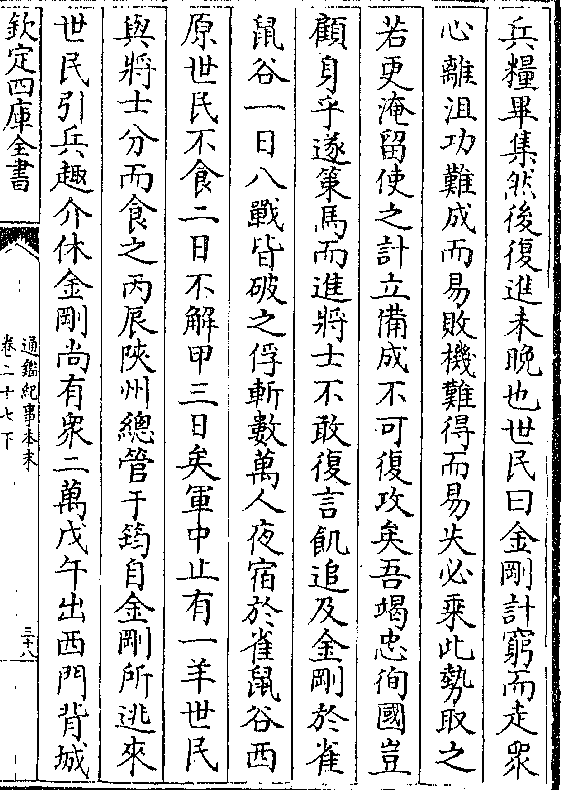 兵糧畢集然後復進未晚也世民曰金剛計窮而走衆
心離沮功難成而易敗機難得而易失必乘此勢取之
若更淹留使之計立備成不可復攻矣吾竭忠徇國豈
顧身乎遂策馬而進將士不敢復言飢追及金剛於雀
鼠谷一日八戰皆破之俘斬數萬人夜宿於雀鼠谷西
原世民不食二日不解甲三日矣軍中止有一羊世民
與將士分而食之丙辰陜州總管于筠自金剛所逃來
世民引兵趣介休金剛尚有衆二萬戊午出西門背城
欽定四庫全書
通鑑紀事本末
卷二十七下
三十八